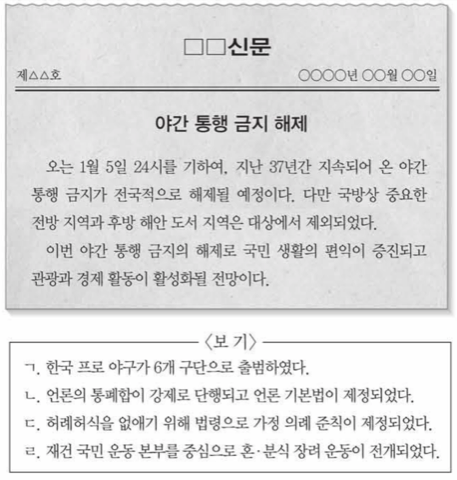 □□신문
제△△호 ○○○○년 ○○월 ○○일
야간 통행 금지 해제
오는 1월 5일 24시를 기하여, 지난 37년간 지속되어 온 야간
통행 금지가 전국적으로 해제될 예정이다. 다만 국방상 중요한
전방 지역과 후방 해안 도서 지역은 대상에서 제외되었다.
이번 야간 통행 금지의 해제로 국민 생활의 편익이 증진되고
관광과 경제 활동이 활성화될 전망이다.
<보 기>
ㄱ. 한국 프로 야구가 6개 구단으로 출범하였다.
ㄴ. 언론의 통폐합이 강제로 단행되고 언론 기본법이 제정되었다.
ㄷ. 허례허식을 없애기 위해 법령으로 가정 의례 준칙이 제정되었다.
ㄹ. 재건 국민 운동 본부를 중심으로 혼·분식 장려 운동이 전개되었다.